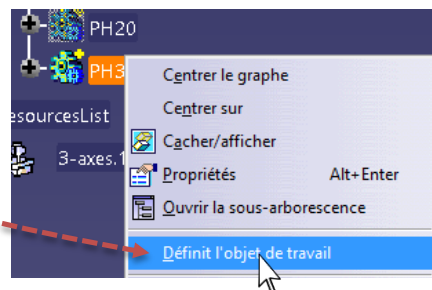 PH20
PH3
Centrer le graphe
Centrer sur
Cacher/afficher
esourcesList
3-axes.1
Propriétés Alt+Enter
Ouvrir la sous-arborescence
Définit l'objet de travail